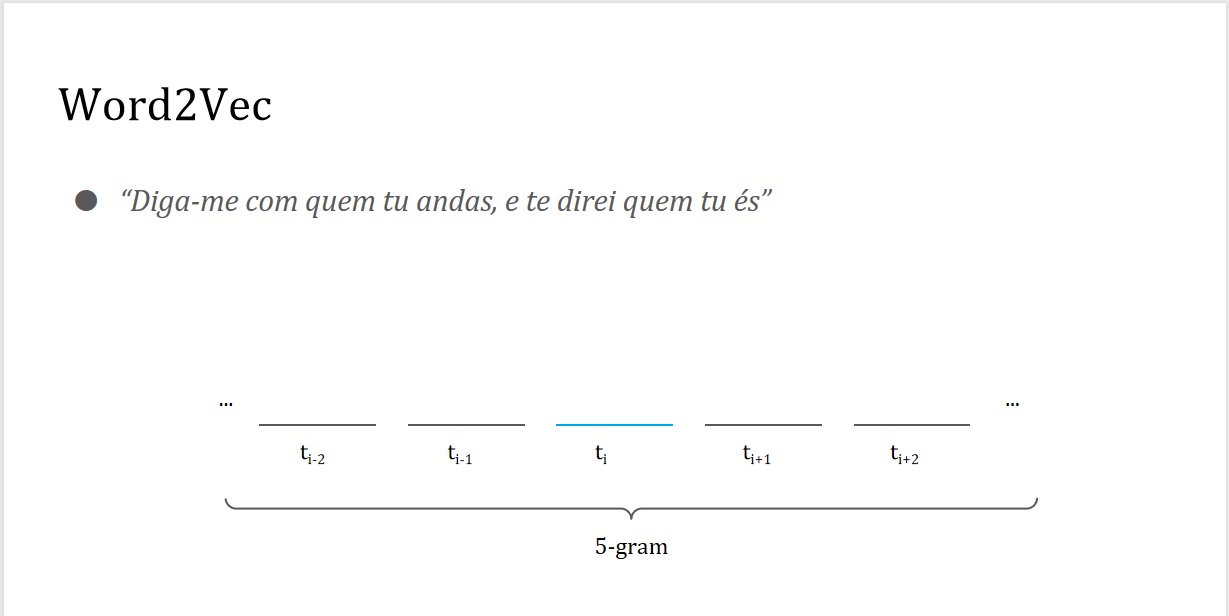 Word2Vec
● “Diga-me com quem tu andas, e te direi quem tu és”
... ...
t_{i-2} t_{i-1} t_{i} t_{i+1} t_{i+2}
5-gram